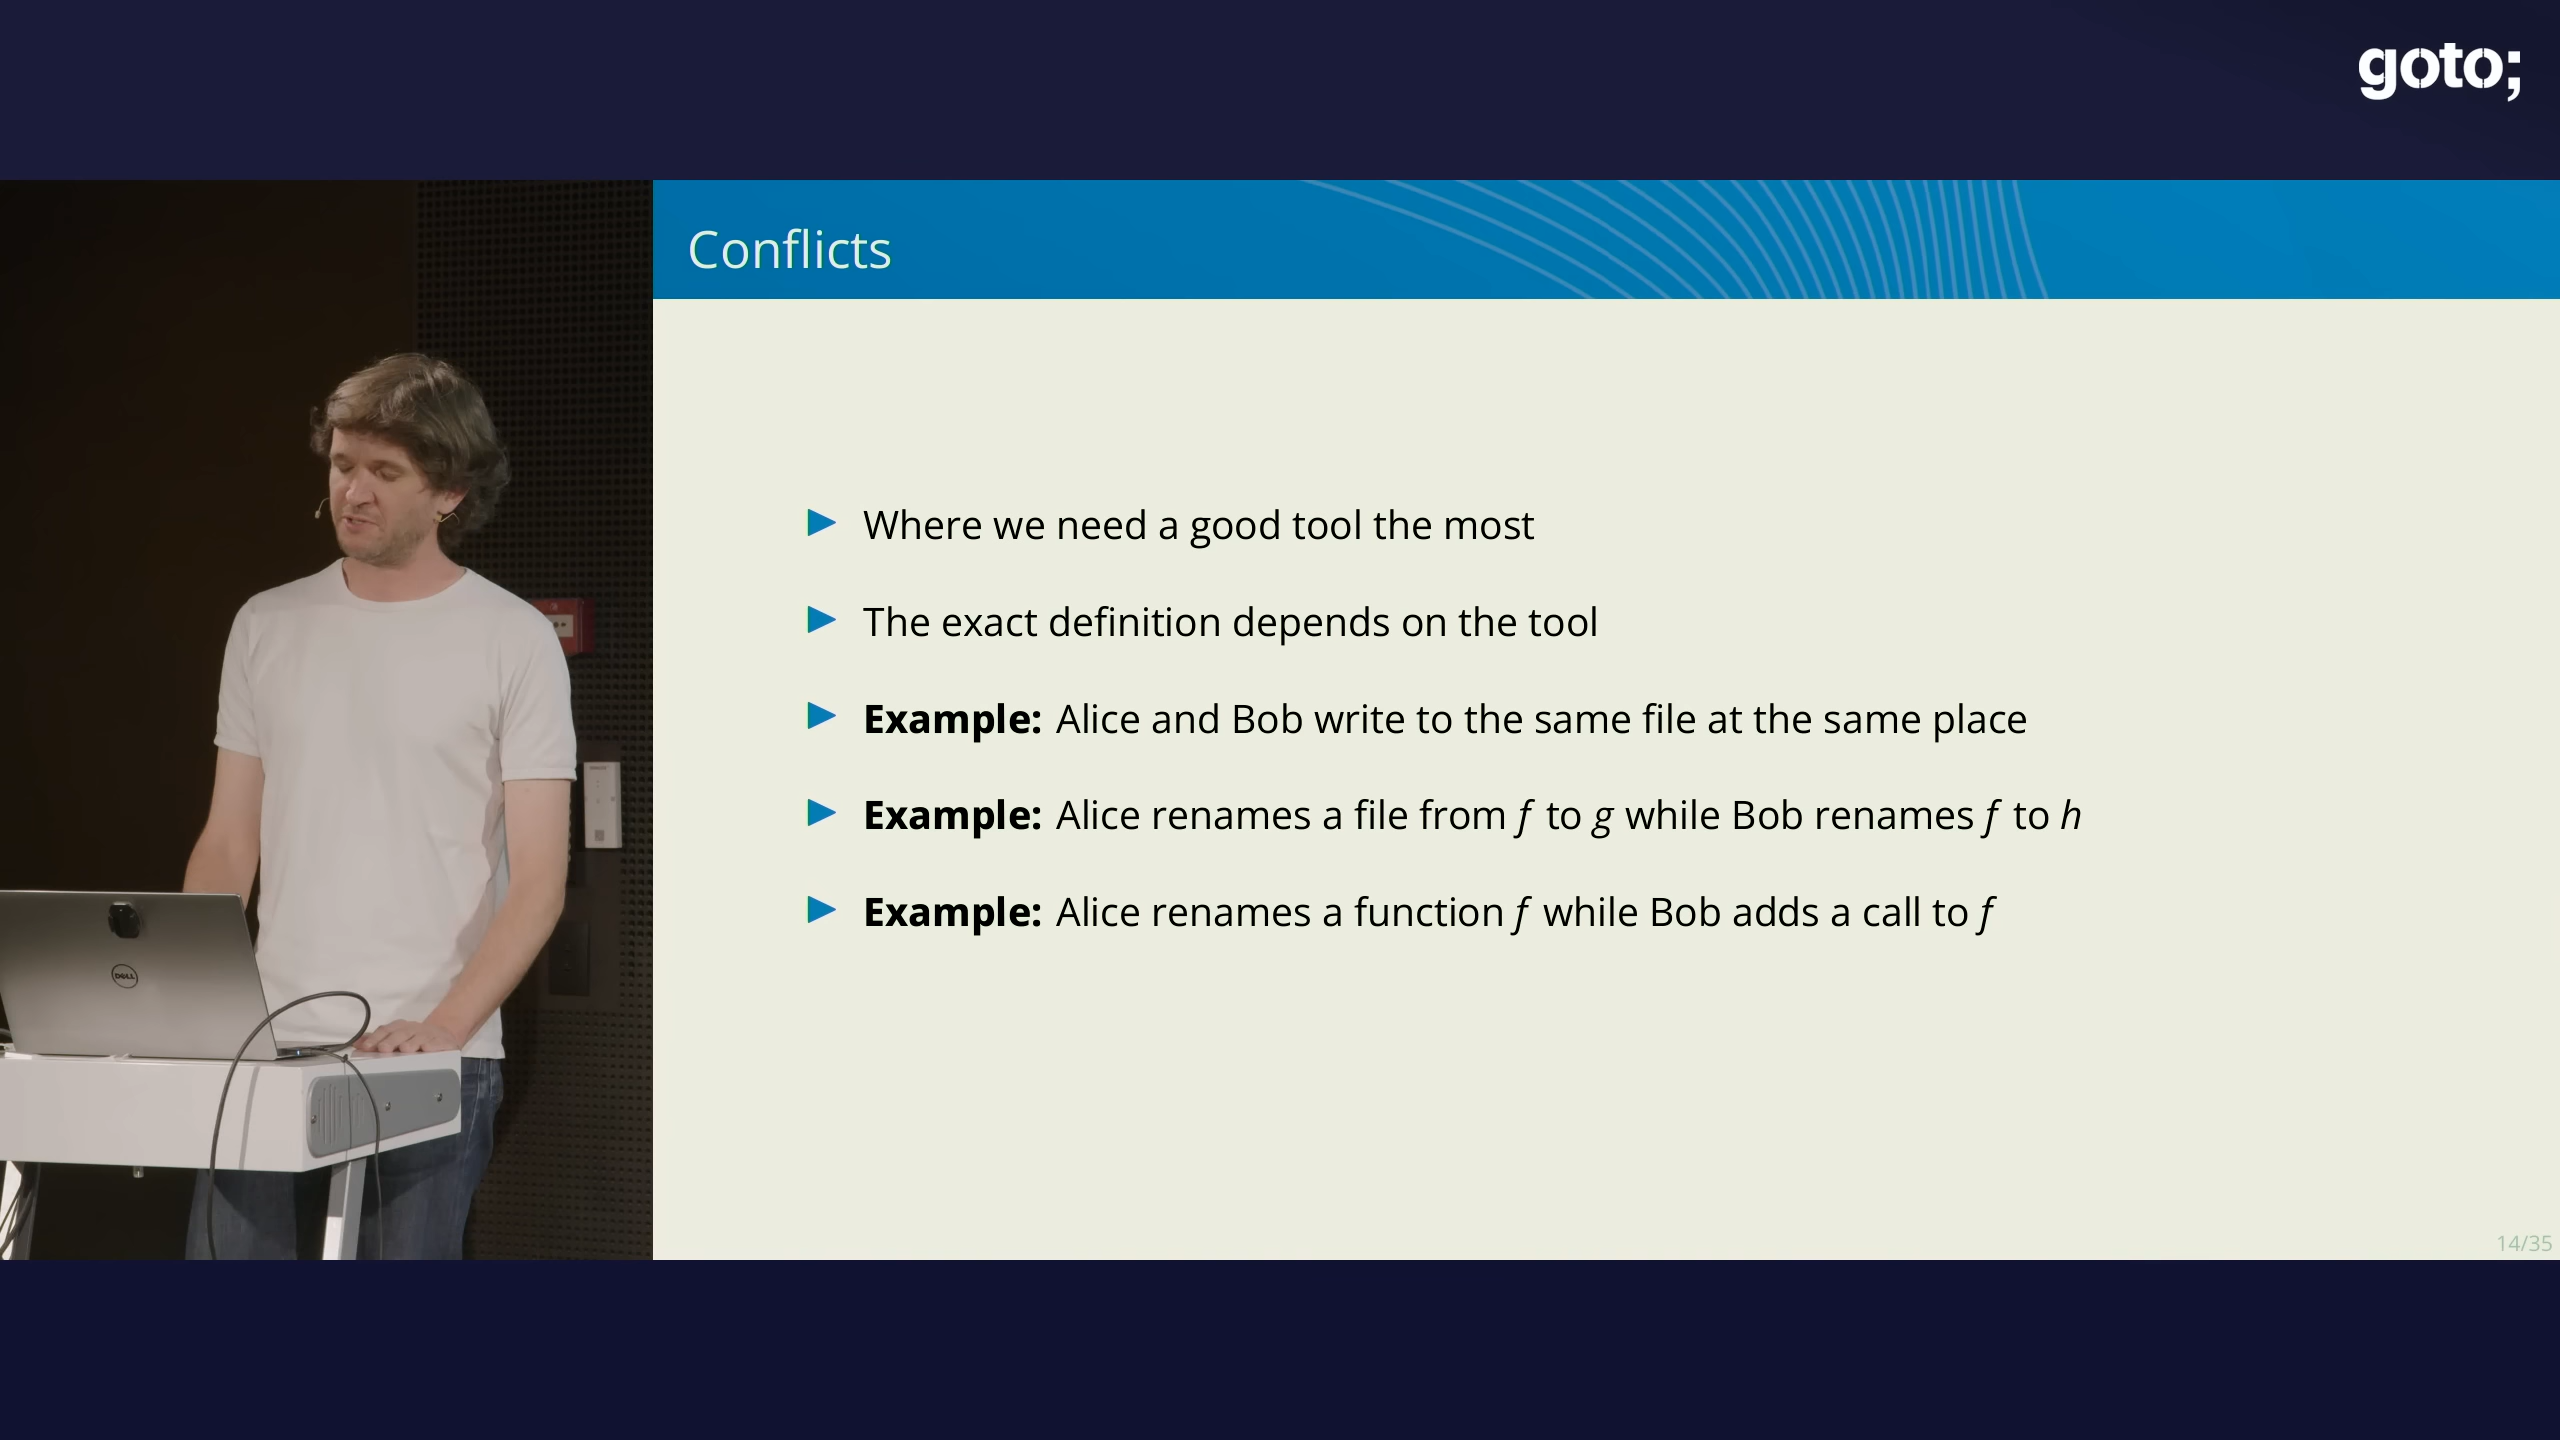 goto;
Conflicts
Where we need a good tool the most
The exact definition depends on the tool
Example: Alice and Bob write to the same file at the same place
Example: Alice renames a file from f to g while Bob renames f to h
Example: Alice renames a function f while Bob adds a call to f
DELL
14/35